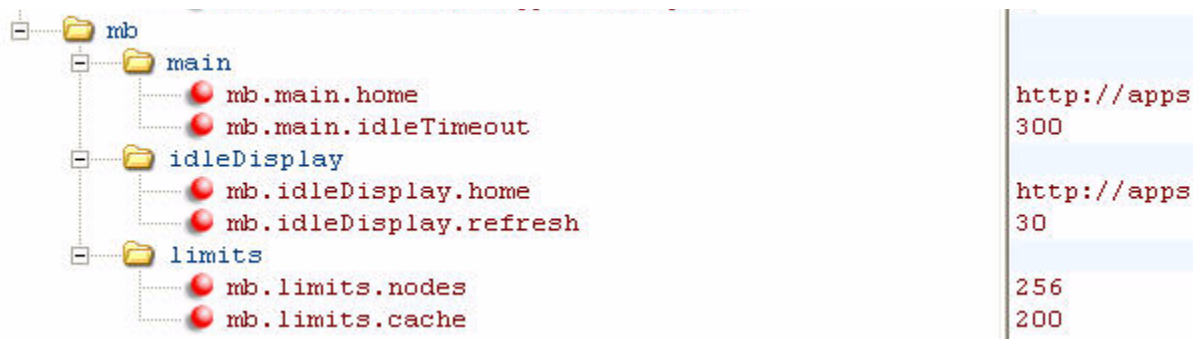 mb
main
mb.main.home http://apps
mb.main.idleTimeout 300
idleDisplay
mb.idleDisplay.home http://apps
mb.idleDisplay.refresh 30
limits
mb.limits.nodes 256
mb.limits.cache 200